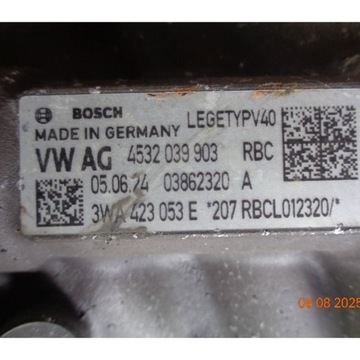 BOSCH LEGETYPV40
MADE IN GERMANY
VW AG 4532 039 903 RBC
05.06.24 03862320 A
3WA 423 053 E *207 RBCL012320/*
08 08 2025